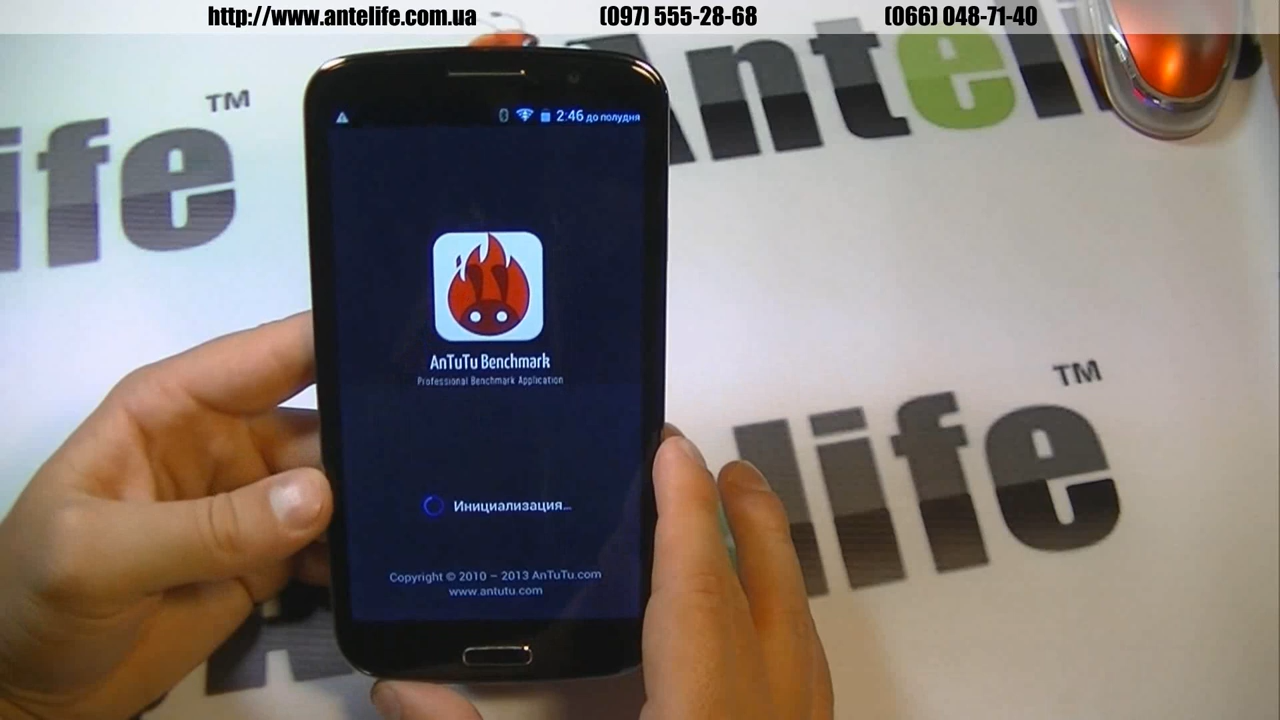 http://www.antelife.com.ua (097) 555-28-68 (066) 048-71-40
Antelife
life™
2:46 до полудня
AnTuTu Benchmark
Professional Benchmark Application
Инициализация...
Copyright © 2010 – 2013 AnTuTu.com
www.antutu.com
life™